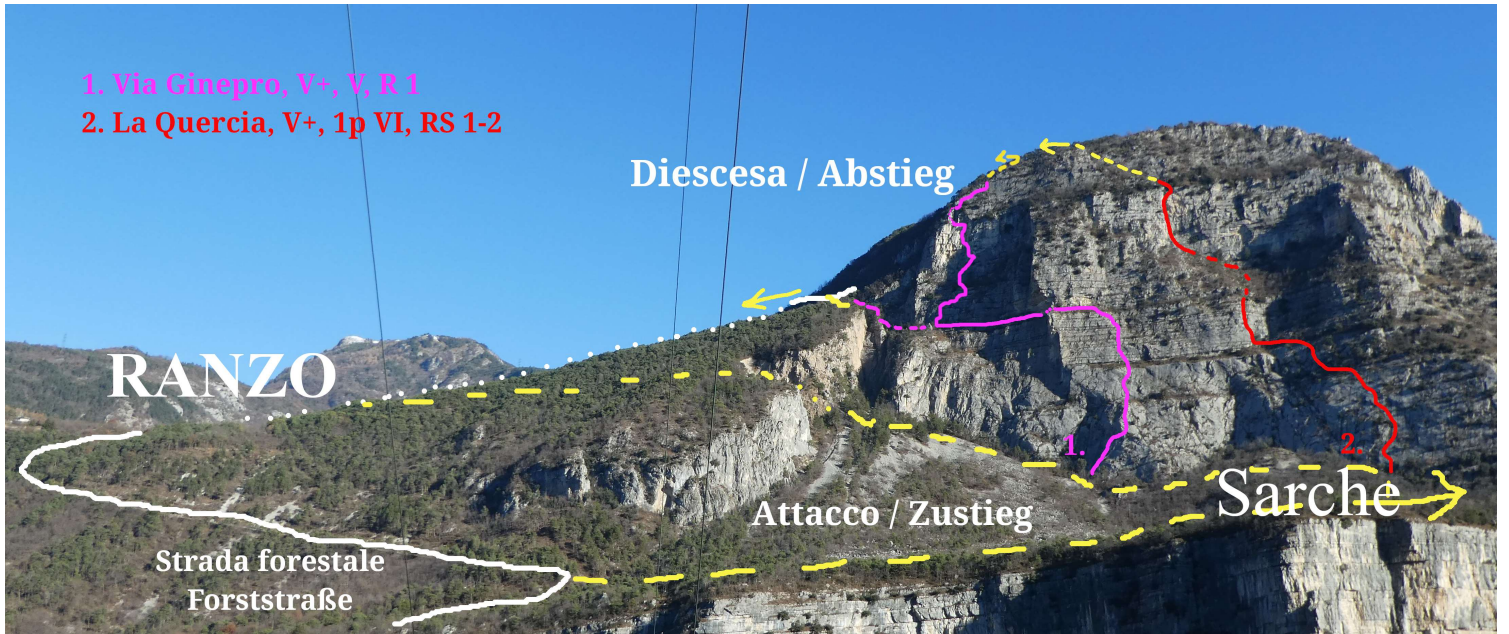 1. Via Ginepro, V+, V, R 1
2. La Quercia, V+, 1p VI, RS 1-2
Diescesa / Abstieg
RANZO
1.
2.
Sarche
Attacco / Zustieg
Strada forestale
Forststraße